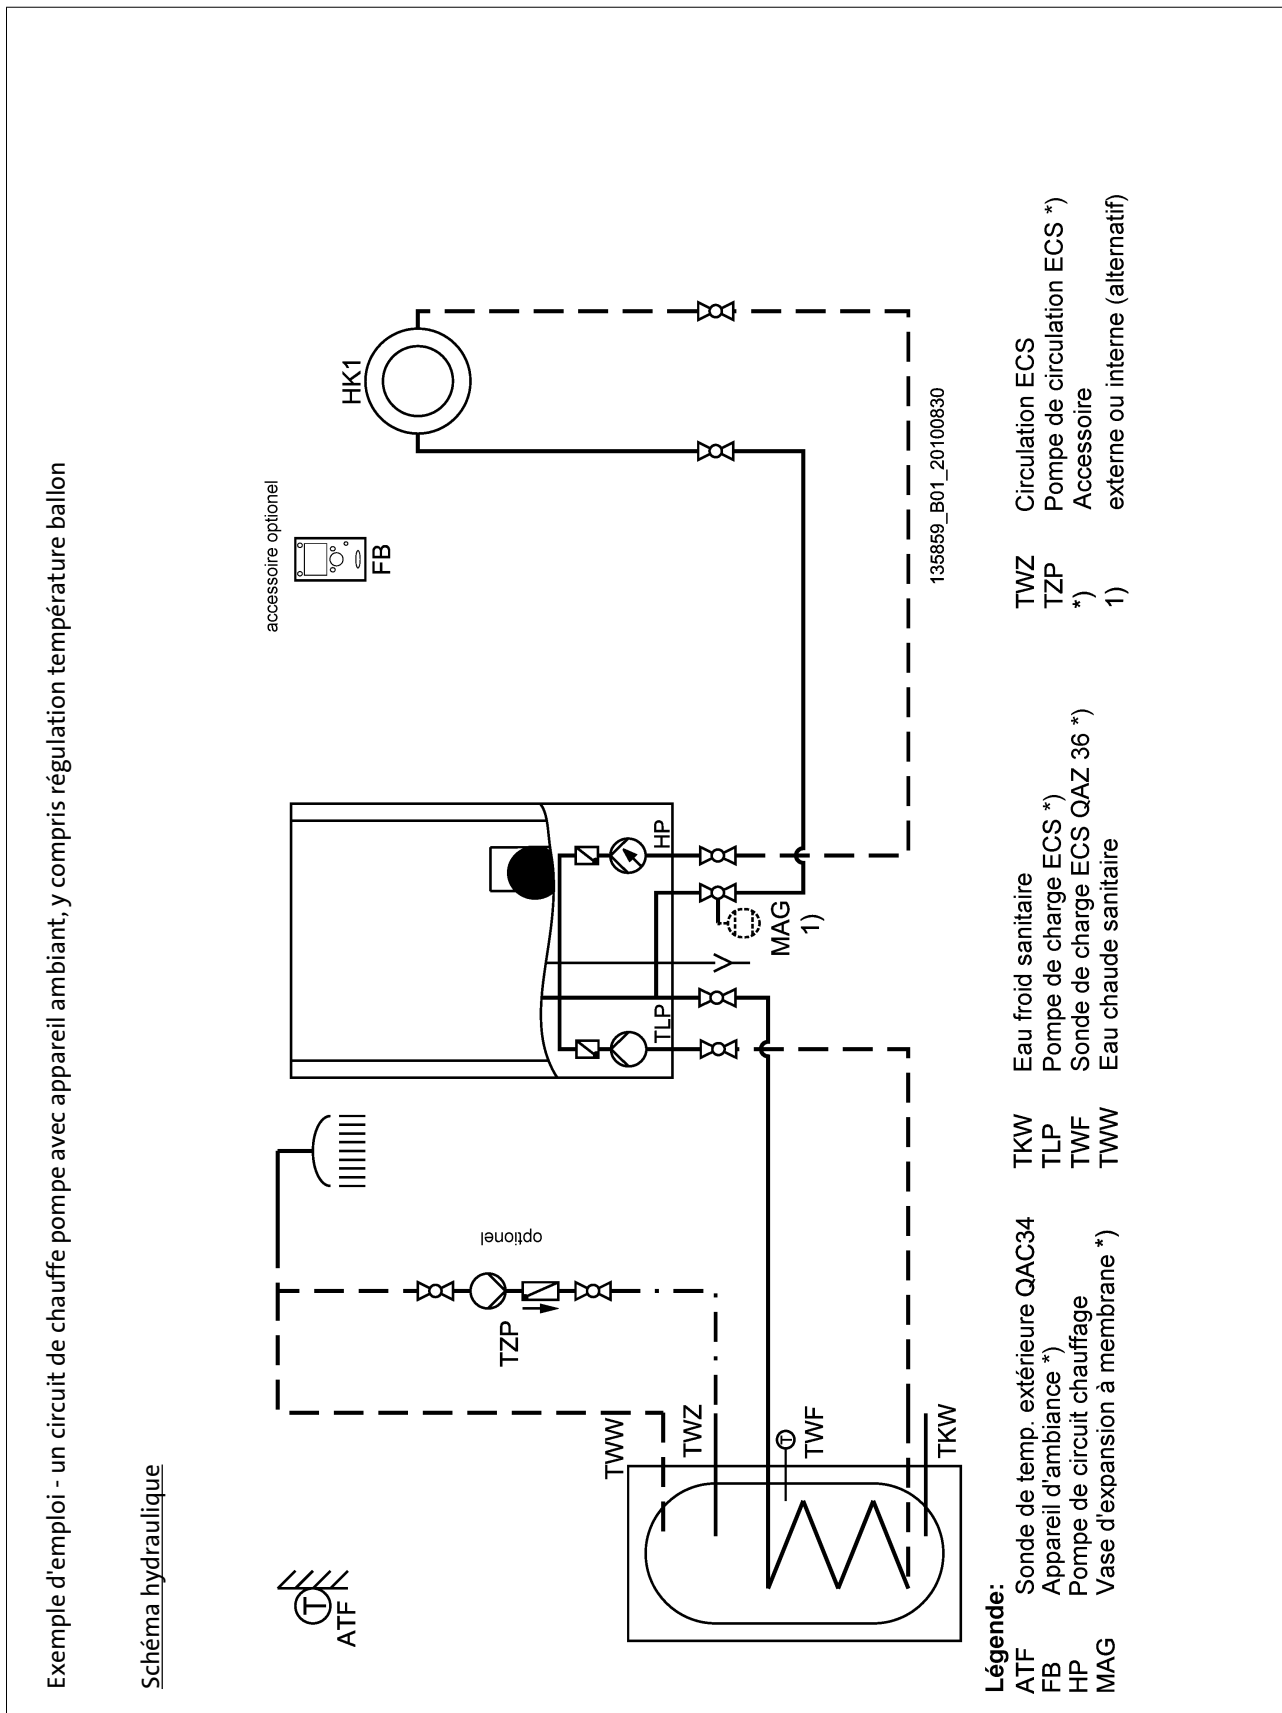 Exemple d'emploi - un circuit de chauffe pompe avec appareil ambiant, y compris régulation température ballon
Schéma hydraulique
accessoire optionel
T
ATF
FB
HK1
optionel
TZP
TLP
HP
MAG
1)
TWW
TWZ
T
TWF
TKW
135859_B01_20100830
Légende:
ATF Sonde de temp. extérieure QAC34
FB Appareil d'ambiance *)
HP Pompe de circuit chauffage
MAG Vase d'expansion à membrane *)
TKW Eau froid sanitaire
TLP Pompe de charge ECS *)
TWF Sonde de charge ECS QAZ 36 *)
TWW Eau chaude sanitaire
TWZ Circulation ECS
TZP Pompe de circulation ECS *)
*) Accessoire
1) externe ou interne (alternatif)